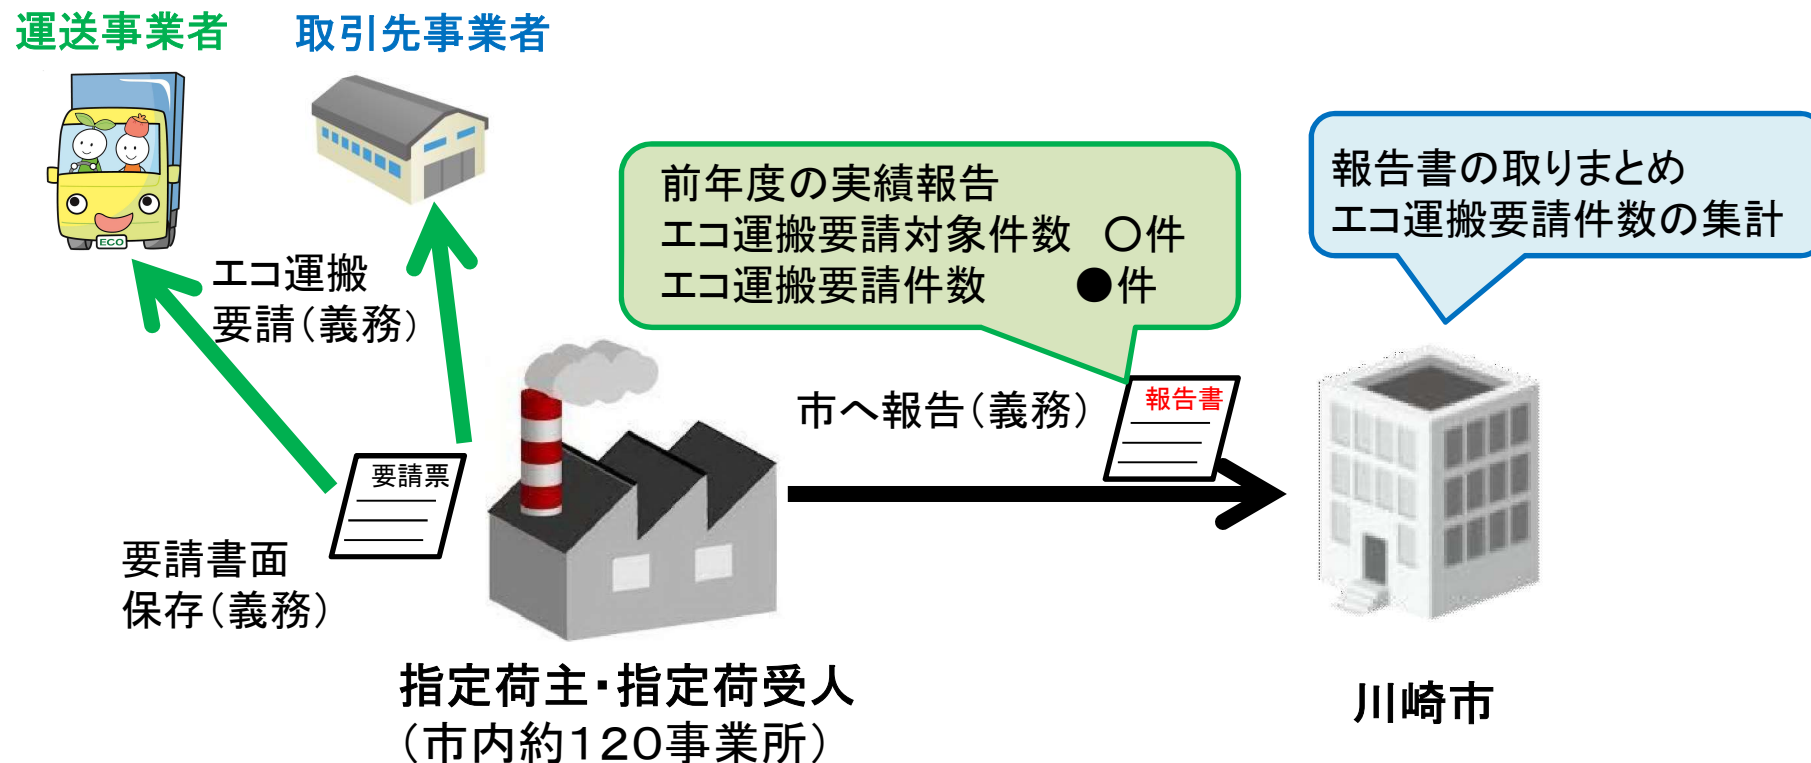 運送事業者
取引先事業者
ECO
エコ運搬
要請(義務)
前年度の実績報告
エコ運搬要請対象件数 ○件
エコ運搬要請件数 ●件
報告書の取りまとめ
エコ運搬要請件数の集計
市へ報告(義務)
報告書
要請票
要請書面
保存(義務)
指定荷主・指定荷受人
(市内約120事業所)
川崎市